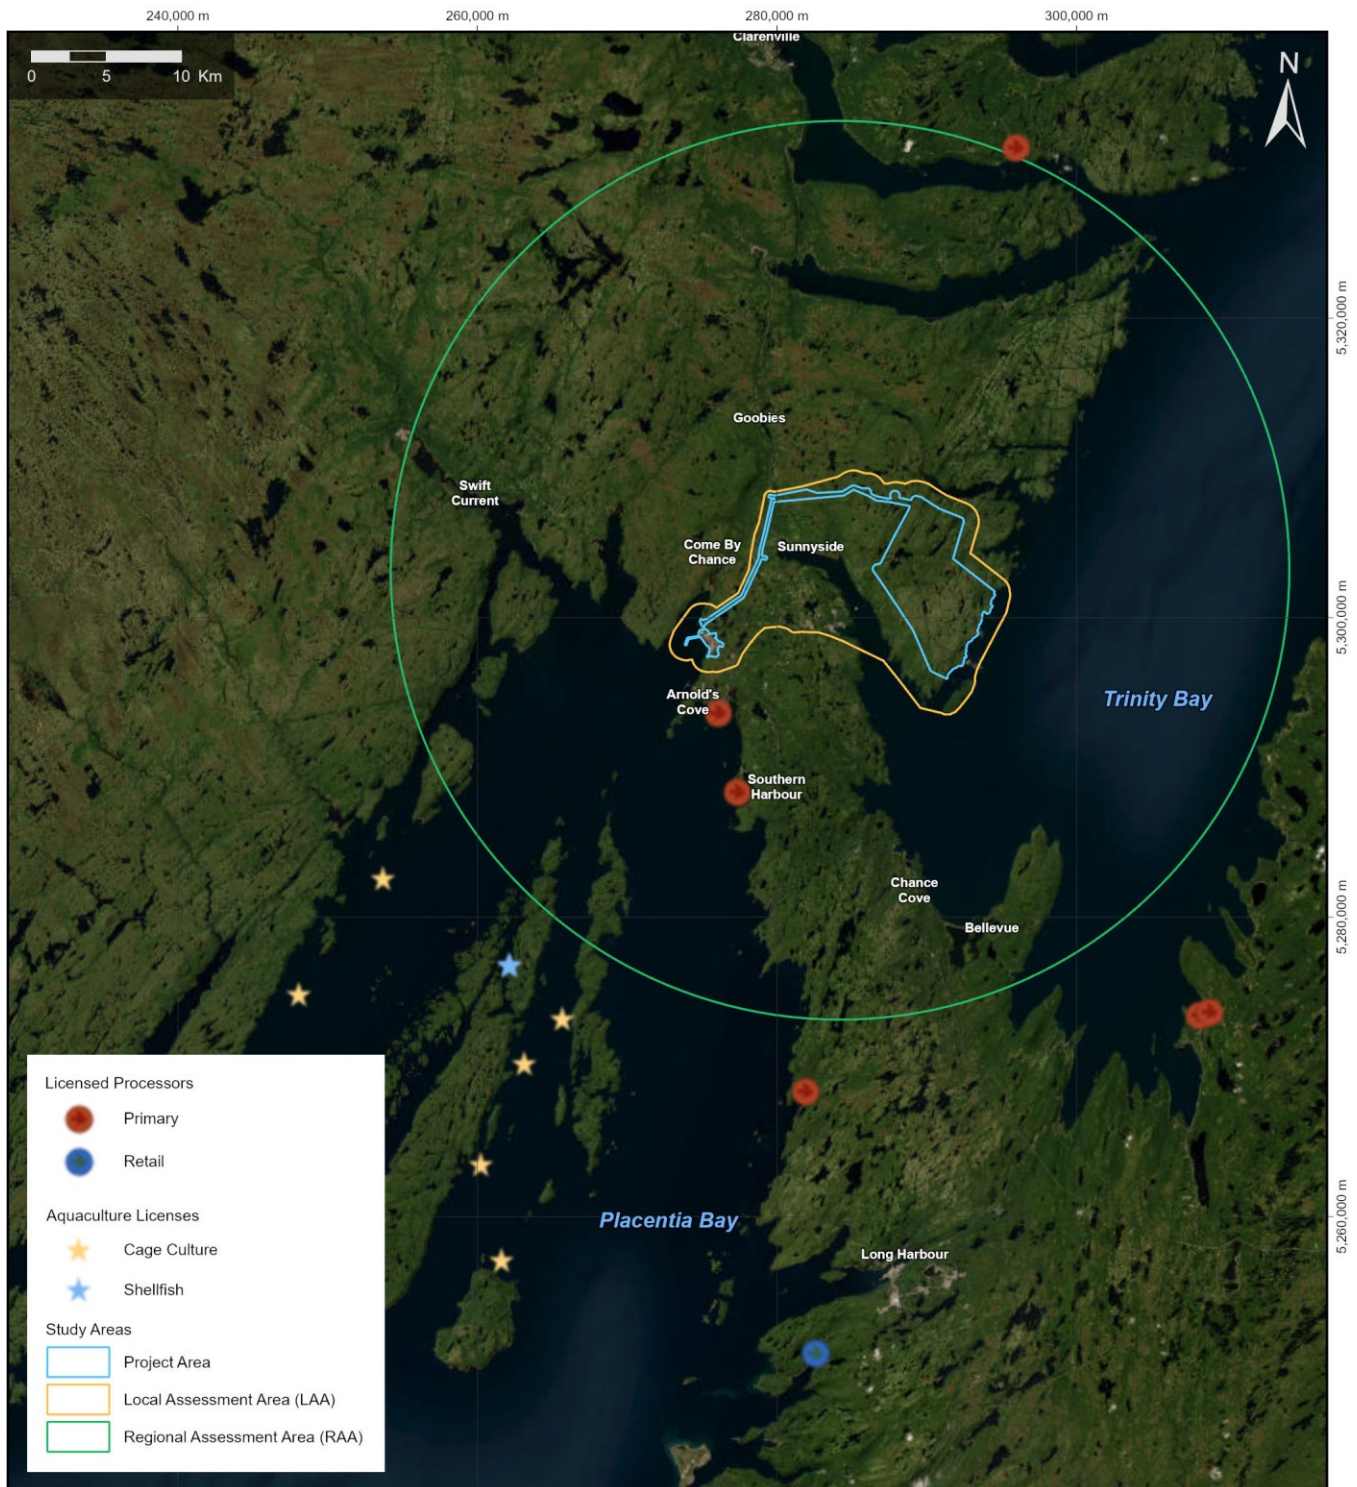 240,000 m
260,000 m
280,000 m
300,000 m
0 5 10 Km
Clarenville
N
5,320,000 m
Goobies
Swift
Current
Come By
Chance
Sunnyside
5,300,000 m
Arnold's
Cove
Trinity Bay
Southern
Harbour
Chance
Cove
Bellevue
5,280,000 m
Placentia Bay
Long Harbour
5,260,000 m
Licensed Processors
Primary
Retail
Aquaculture Licenses
Cage Culture
Shellfish
Study Areas
Project Area
Local Assessment Area (LAA)
Regional Assessment Area (RAA)